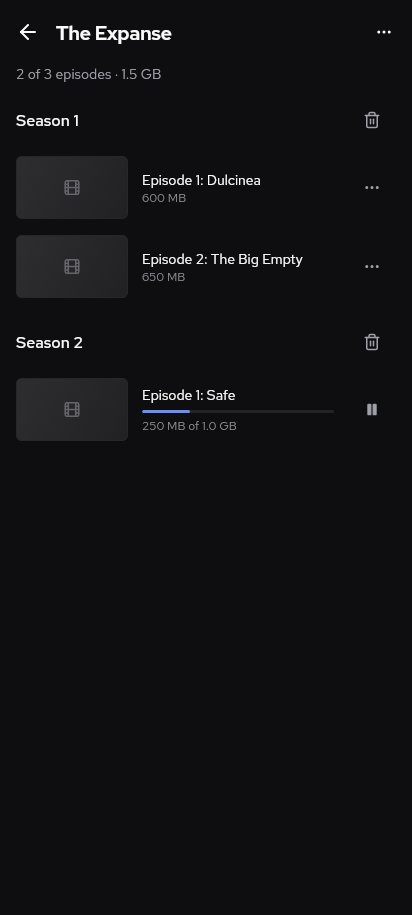 The Expanse
2 of 3 episodes · 1.5 GB
Season 1
Episode 1: Dulcinea
600 MB
Episode 2: The Big Empty
650 MB
Season 2
Episode 1: Safe
250 MB of 1.0 GB